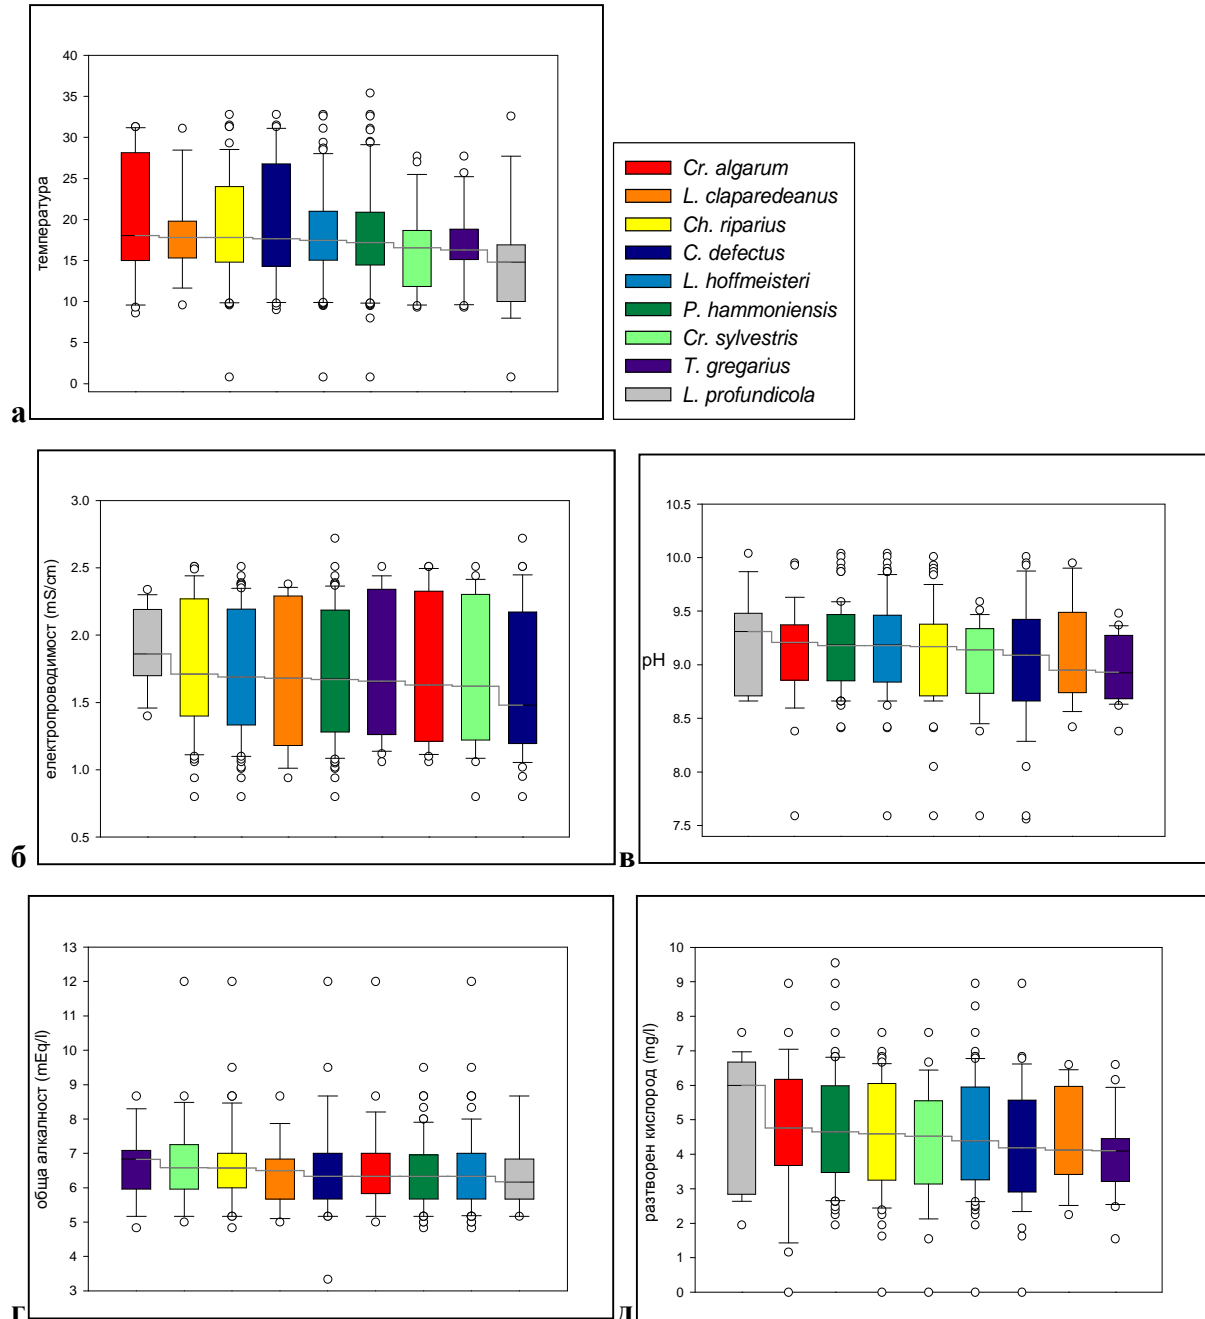 40
35
30
25
20
15
10
5
0
температура
а
Cr. algarum
L. claparedeanus
Ch. riparius
C. defectus
L. hoffmeisteri
P. hammoniensis
Cr. sylvestris
T. gregarius
L. profundicola
3.0
2.5
2.0
1.5
1.0
0.5
електропроводимост (mS/cm)
б
10.5
10.0
9.5
9.0
8.5
8.0
7.5
pH
в
13
12
11
10
9
8
7
6
5
4
3
обща алкалност (mEq/l)
г
10
9
8
7
6
5
4
3
2
1
0
разтворен кислород (mg/l)
д